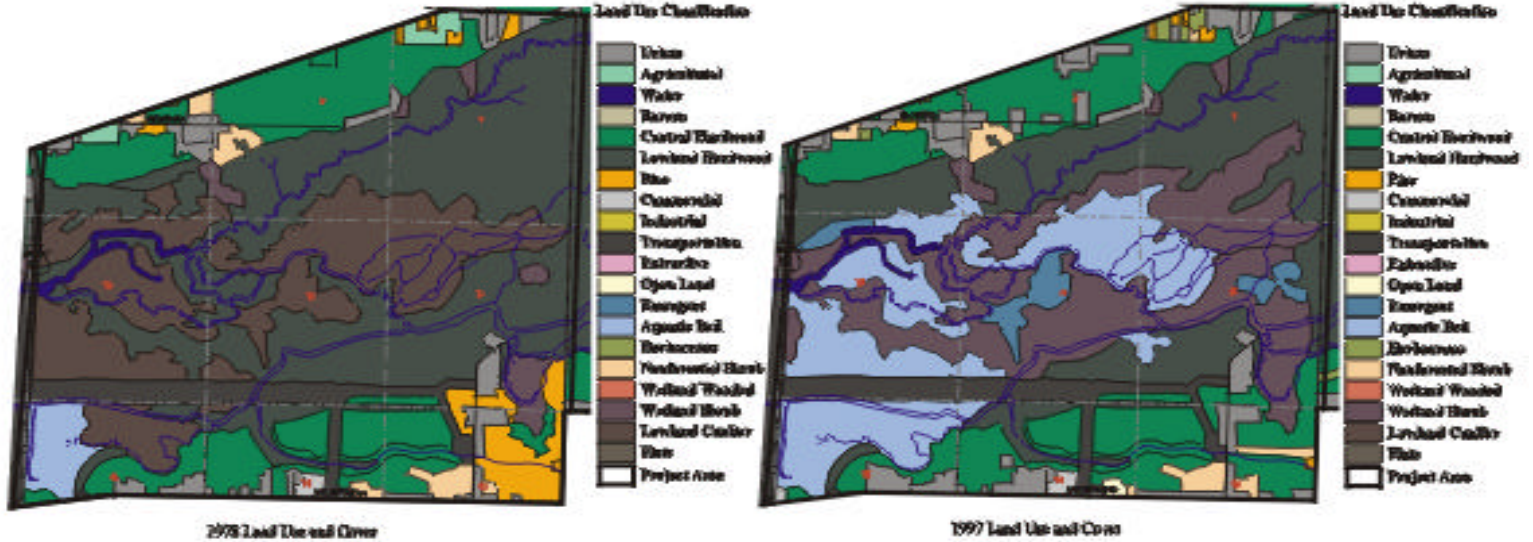 Land Use Classification
Urban
Agricultural
Water
Barren
Central Hardwood
Lowland Hardwood
Pine
Commercial
Industrial
Transportation
Extractive
Open Land
Emergent
Aquatic Bed
Herbaceous
Nonforested Shrub
Wetland Wooded
Wetland Shrub
Lowland Conifer
Flats
Project Area
1978 Land Use and Cover
Land Use Classification
Urban
Agricultural
Water
Barren
Central Hardwood
Lowland Hardwood
Pine
Commercial
Industrial
Transportation
Extractive
Open Land
Emergent
Aquatic Bed
Herbaceous
Nonforested Shrub
Wetland Wooded
Wetland Shrub
Lowland Conifer
Flats
Project Area
1997 Land Use and Cover